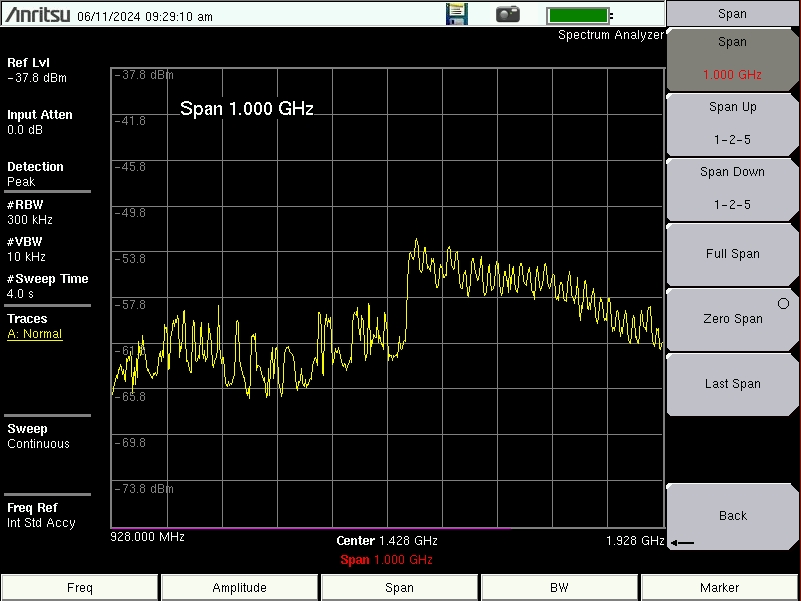 Anritsu 06/11/2024 09:29:10 am
Span
Spectrum Analyzer
Ref Lvl
-37.8 dBm
Input Atten
0.0 dB
Detection
Peak
#RBW
300 kHz
#VBW
10 kHz
#Sweep Time
4.0 s
Traces
A: Normal
Sweep
Continuous
Freq Ref
Int Std Accy
-37.8 dBm
Span 1.000 GHz
-41.8
-45.8
-49.8
-53.8
-57.8
-65.8
-69.8
-73.8 dBm
928.000 MHz
Center 1.428 GHz
1.928 GHz
Span 1.000 GHz
Span
1.000 GHz
Span Up
1-2-5
Span Down
1-2-5
Full Span
Zero Span
Last Span
Back
Freq
Amplitude
Span
BW
Marker